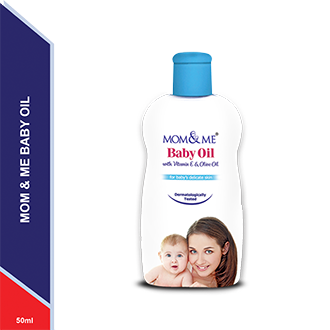 MOM & ME BABY OIL
50ml
MOM & ME®
Baby Oil
with Vitamin E & Olive Oil
for baby's delicate skin
Dermatologically
Tested